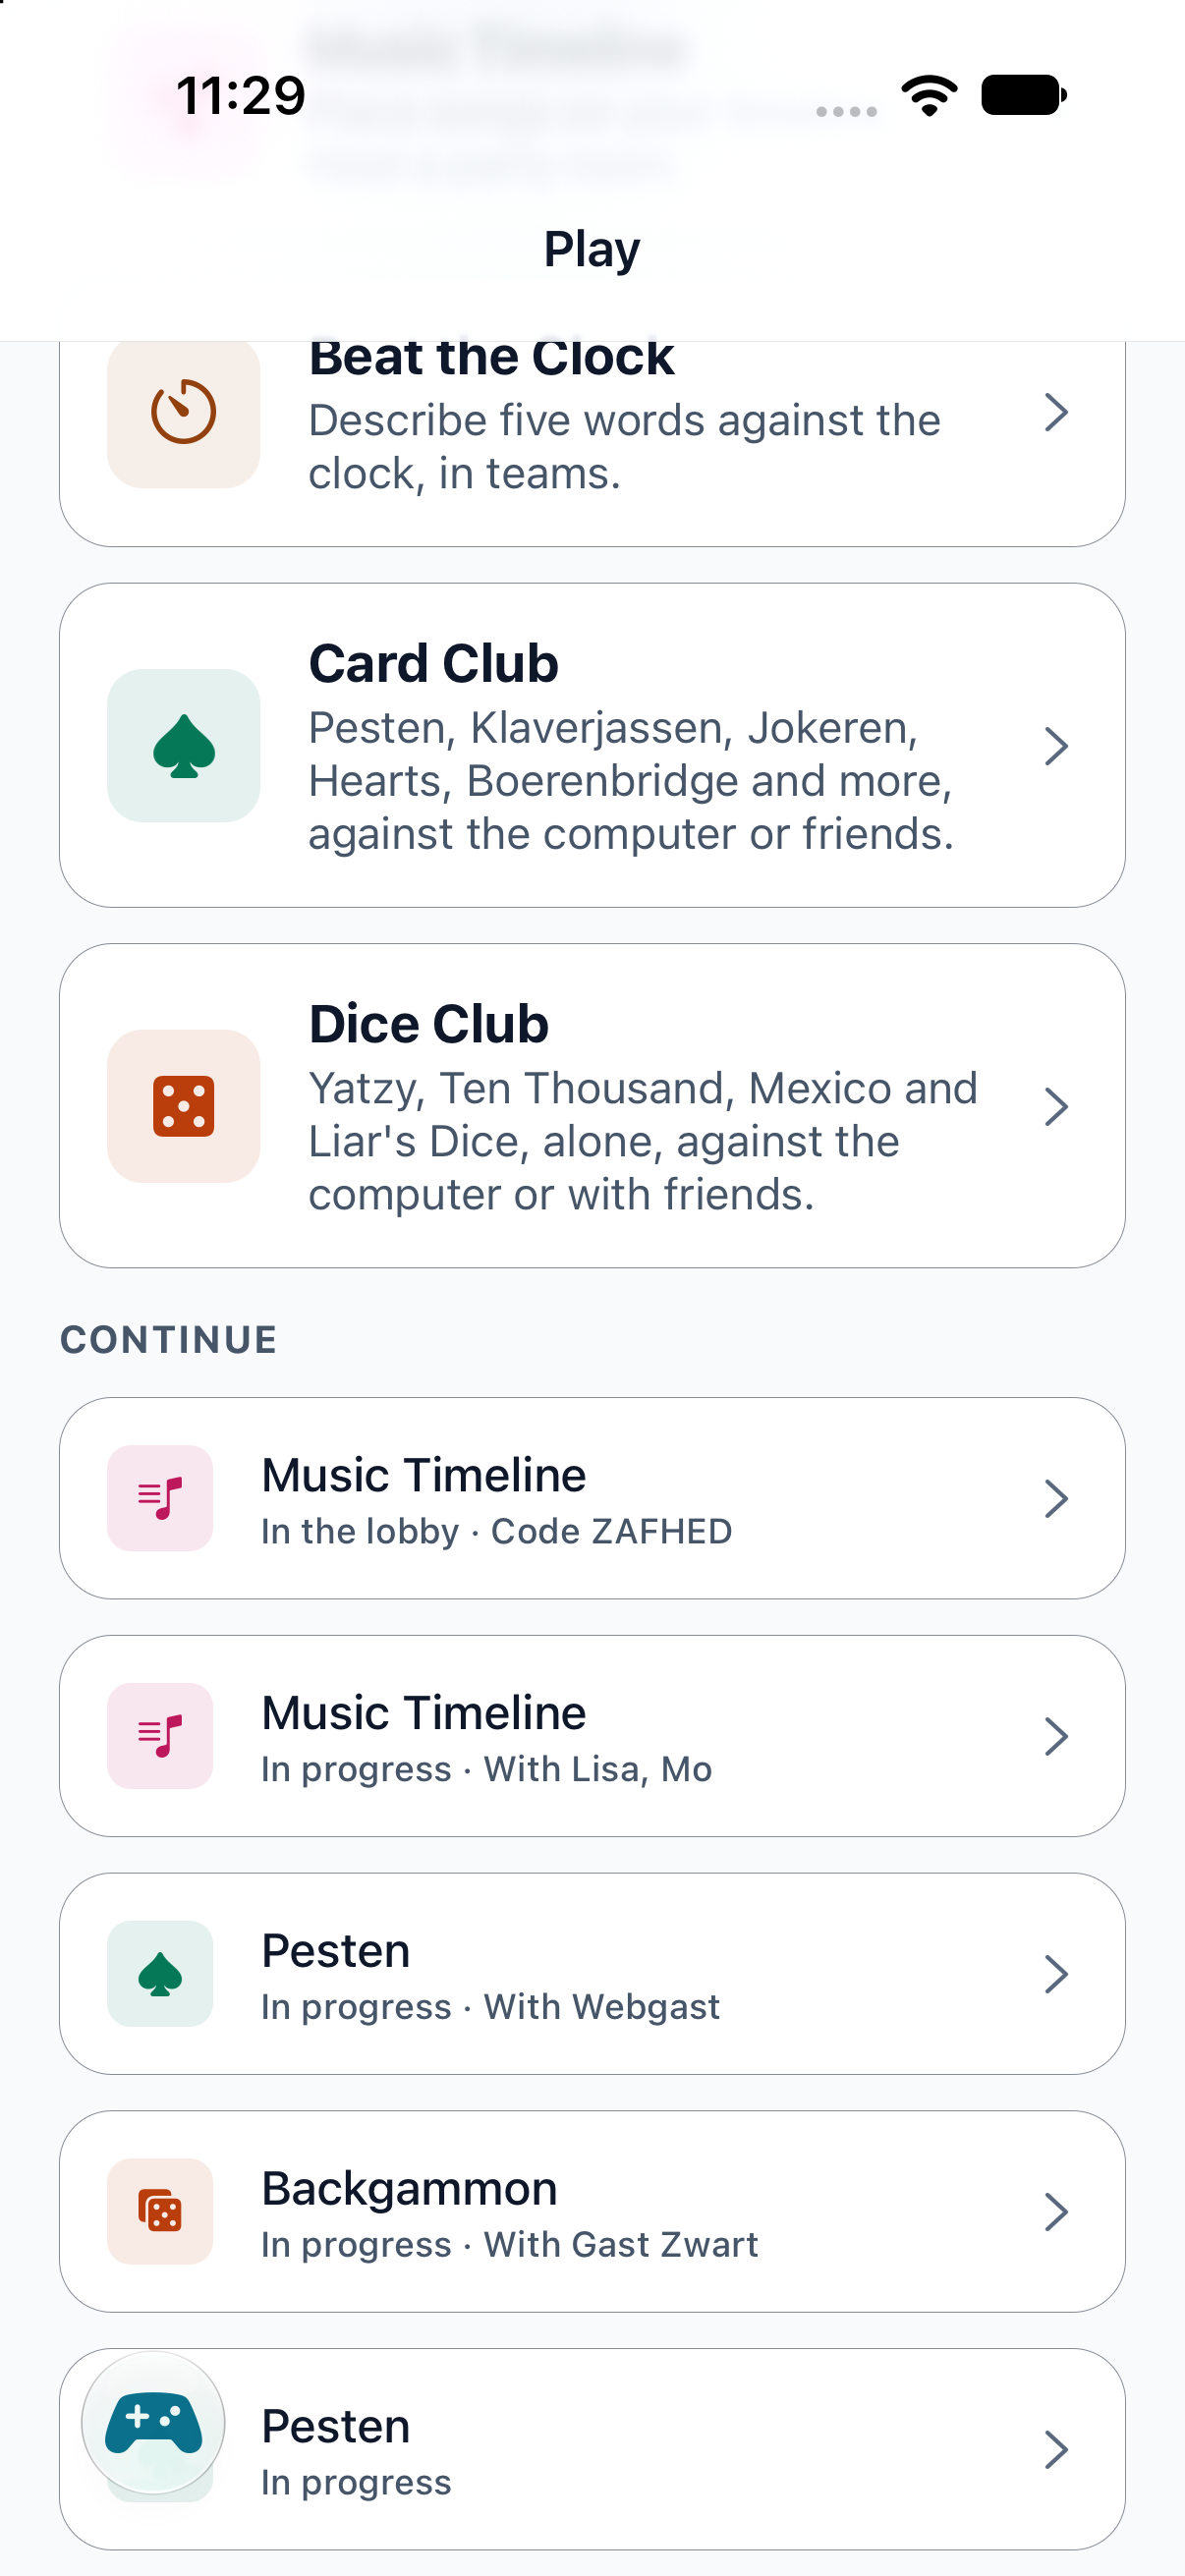 11:29
Play
Beat the Clock
Describe five words against the
clock, in teams.
Card Club
Pesten, Klaverjassen, Jokeren,
Hearts, Boerenbridge and more,
against the computer or friends.
Dice Club
Yatzy, Ten Thousand, Mexico and
Liar's Dice, alone, against the
computer or with friends.
CONTINUE
Music Timeline
In the lobby · Code ZAFHED
Music Timeline
In progress · With Lisa, Mo
Pesten
In progress · With Webgast
Backgammon
In progress · With Gast Zwart
Pesten
In progress